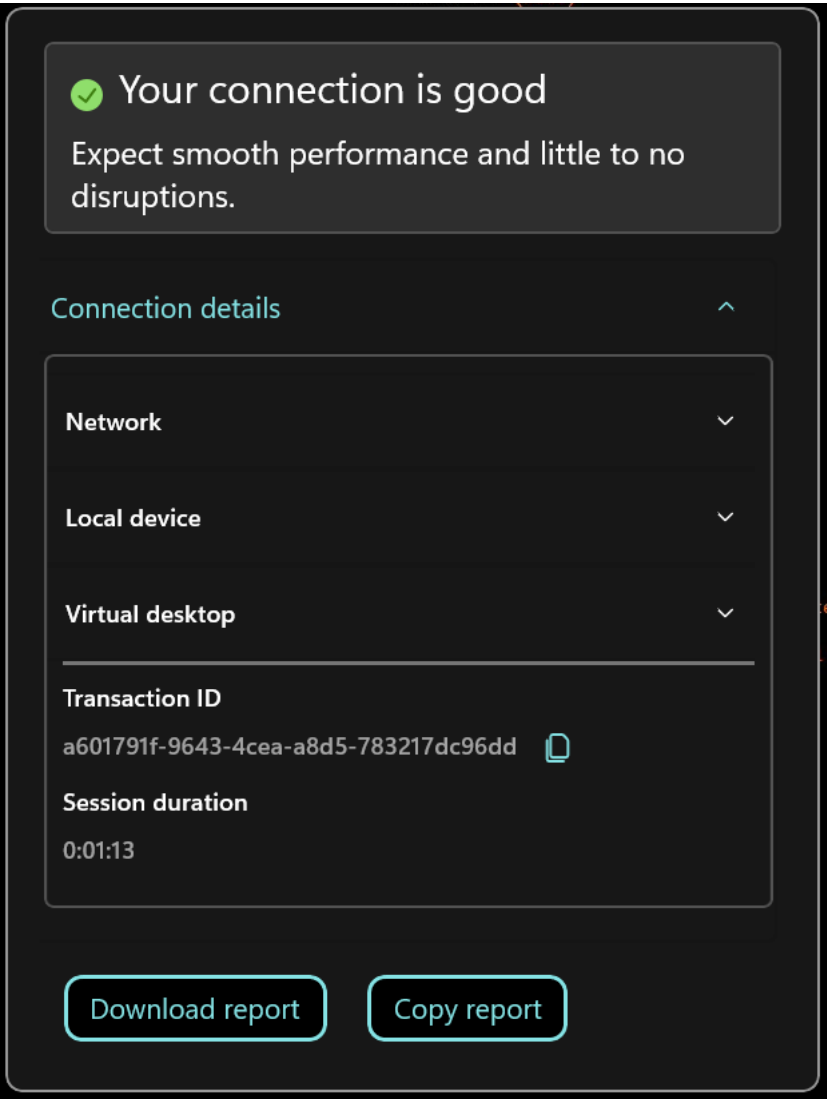 Your connection is good
Expect smooth performance and little to no
disruptions.
Connection details
Network
Local device
Virtual desktop
Transaction ID
a601791f-9643-4cea-a8d5-783217dc96dd
Session duration
0:01:13
Download report
Copy report